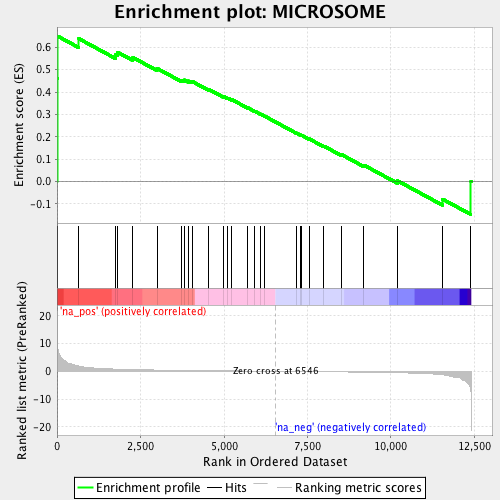 Enrichment plot: MICROSOME
Enrichment score (ES)
0.6
0.5
0.4
0.3
0.2
0.1
0.0
-0.1
'na_pos' (positively correlated)
Ranked list metric (PreRanked)
20
10
0
-10
-20
Zero cross at 6546
'na_neg' (negatively correlated)
0
2,500
5,000
7,500
10,000
12,500
Rank in Ordered Dataset
Enrichment profile
Hits
Ranking metric scores